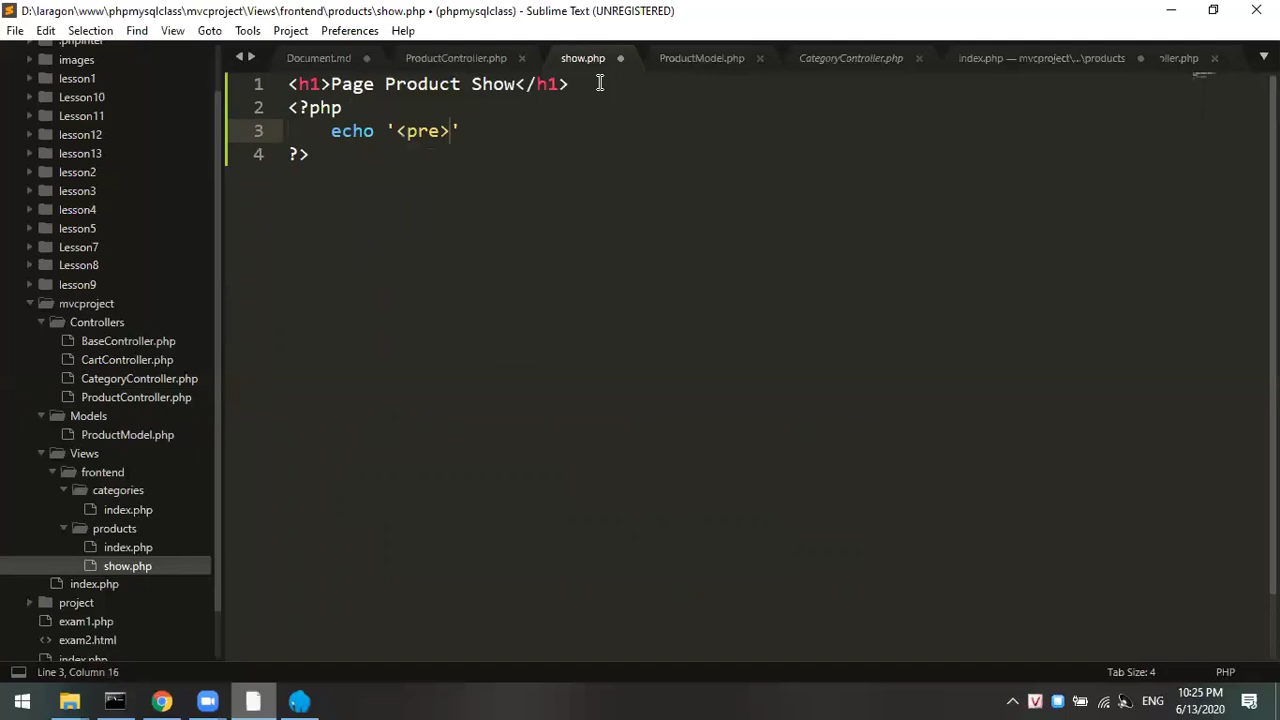 D:\laragon\www\phpmysqlclass\mvcproject\Views\frontend\products\show.php • (phpmysqlclass) - Sublime Text (UNREGISTERED)
File Edit Selection Find View Goto Tools Project Preferences Help
Document.md ProductController.php show.php ProductModel.php CategoryController.php index.php — mvcproject\...\products ller.php
.phpinter
images
lesson1
Lesson10
Lesson11
lesson12
lesson13
lesson2
lesson3
lesson4
lesson5
Lesson7
Lesson8
lesson9
mvcproject
Controllers
BaseController.php
CartController.php
CategoryController.php
ProductController.php
Models
ProductModel.php
Views
frontend
categories
index.php
products
index.php
show.php
index.php
project
exam1.php
exam2.html
index.php
1 <h1>Page Product Show</h1>
2 <?php
3 echo '<pre>'
4 ?>
Line 3, Column 16
Tab Size: 4
PHP
ENG
10:25 PM
6/13/2020